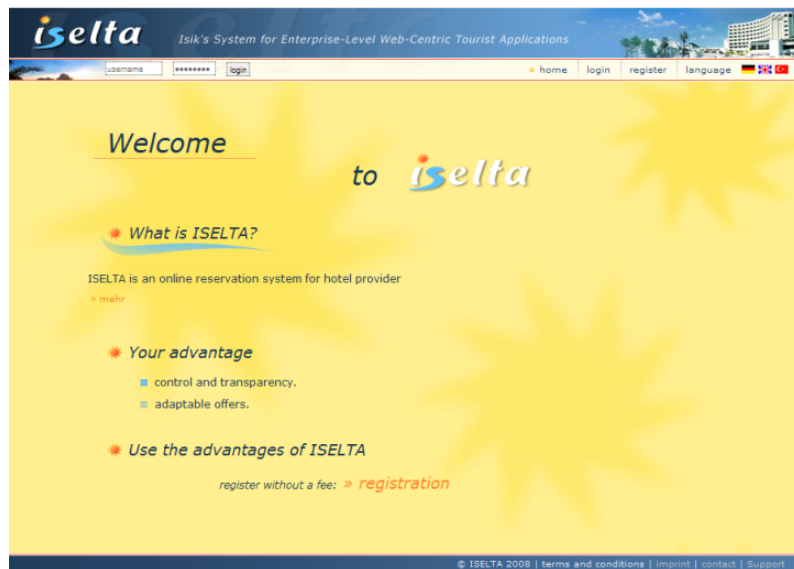 iselta Isik's System for Enterprise-Level Web-Centric Tourist Applications
username ******** login home login register language
Welcome
to iselta
What is ISELTA?
ISELTA is an online reservation system for hotel provider
» mehr
Your advantage
control and transparency.
adaptable offers.
Use the advantages of ISELTA
register without a fee: » registration
© ISELTA 2008 | terms and conditions | imprint | contact | Support